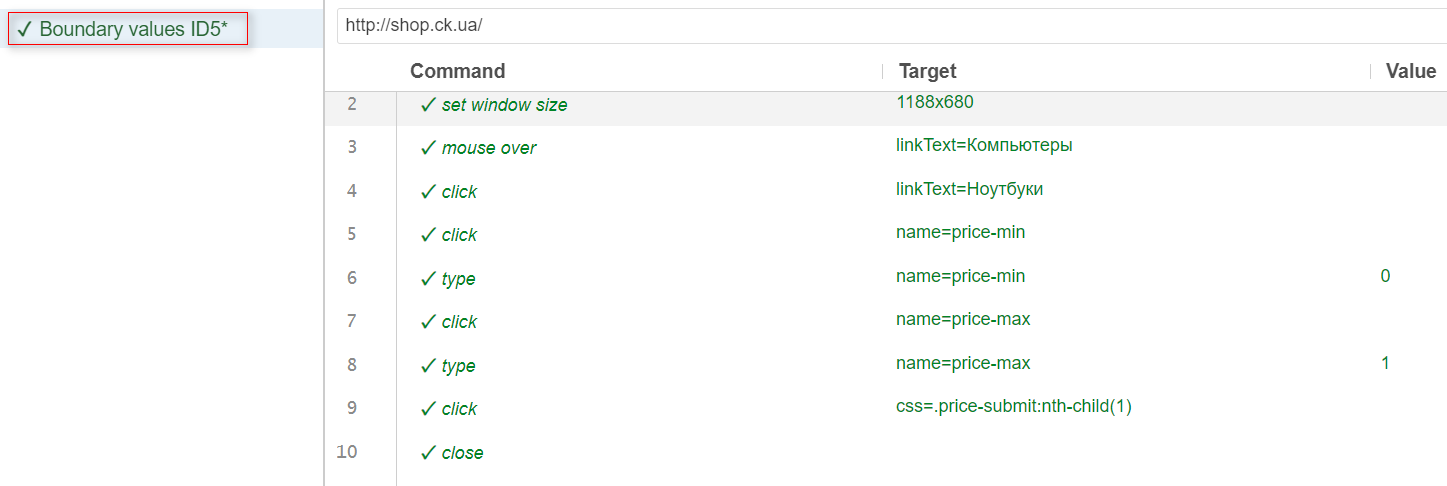 ✓ Boundary values ID5*
http://shop.ck.ua/
Command Target Value
2 ✓ set window size 1188x680
3 ✓ mouse over linkText=Компьютеры
4 ✓ click linkText=Ноутбуки
5 ✓ click name=price-min
6 ✓ type name=price-min 0
7 ✓ click name=price-max
8 ✓ type name=price-max 1
9 ✓ click css=.price-submit:nth-child(1)
10 ✓ close